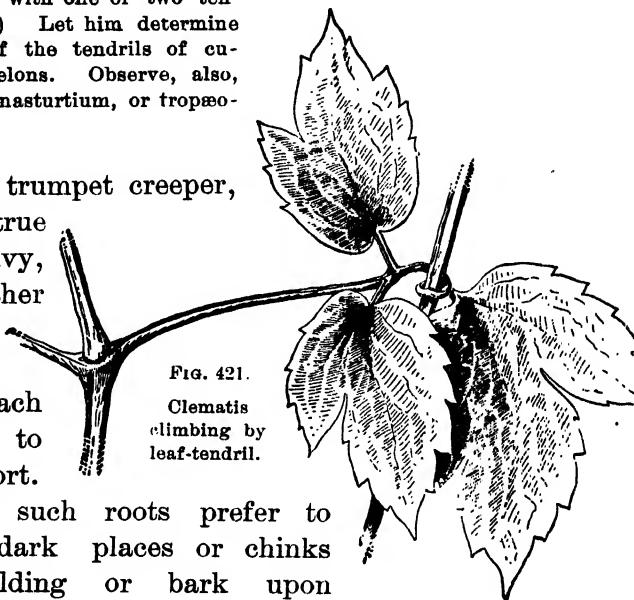 with one or two ten-
) Let him determine
f the tendrils of cu-
elons. Observe, also,
nasturtium, or tropæo-
trumpet creeper,
true
vy,
her
ach
to
ort.
such roots prefer to
dark places or chinks
lding or bark upon
FIG. 421.
Clematis
climbing by
leaf-tendril.